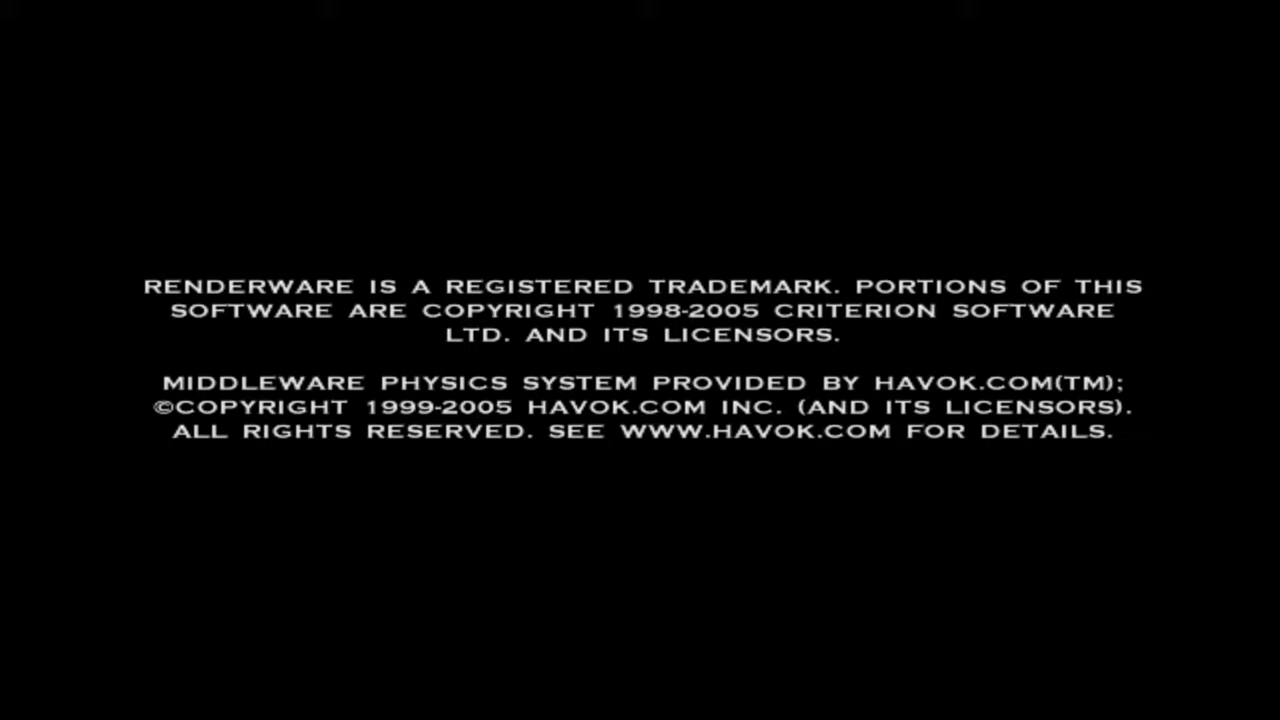 RENDERWARE IS A REGISTERED TRADEMARK. PORTIONS OF THIS
SOFTWARE ARE COPYRIGHT 1998-2005 CRITERION SOFTWARE
LTD. AND ITS LICENSORS.
MIDDLEWARE PHYSICS SYSTEM PROVIDED BY HAVOK.COM(TM);
©COPYRIGHT 1999-2005 HAVOK.COM INC. (AND ITS LICENSORS).
ALL RIGHTS RESERVED. SEE WWW.HAVOK.COM FOR DETAILS.